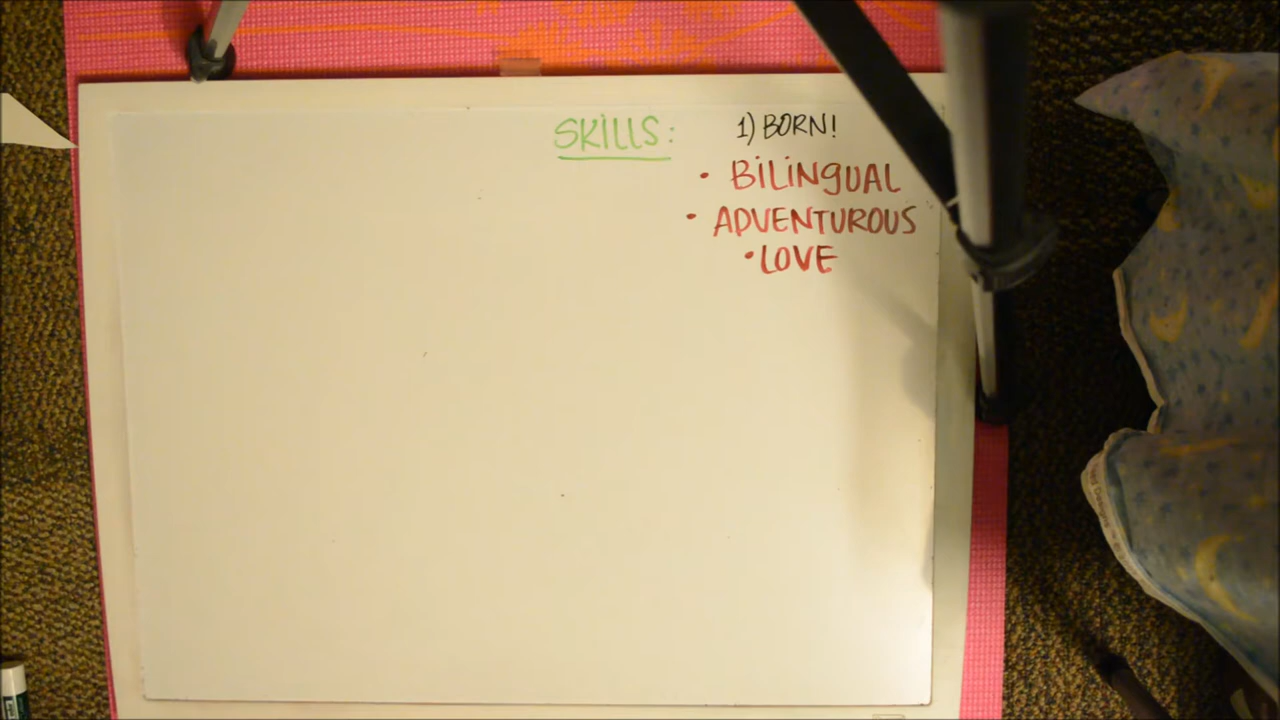 SKILLS: 1) BORN!
• BiLiNGUAL
• ADVENTUROUS
• LOVE